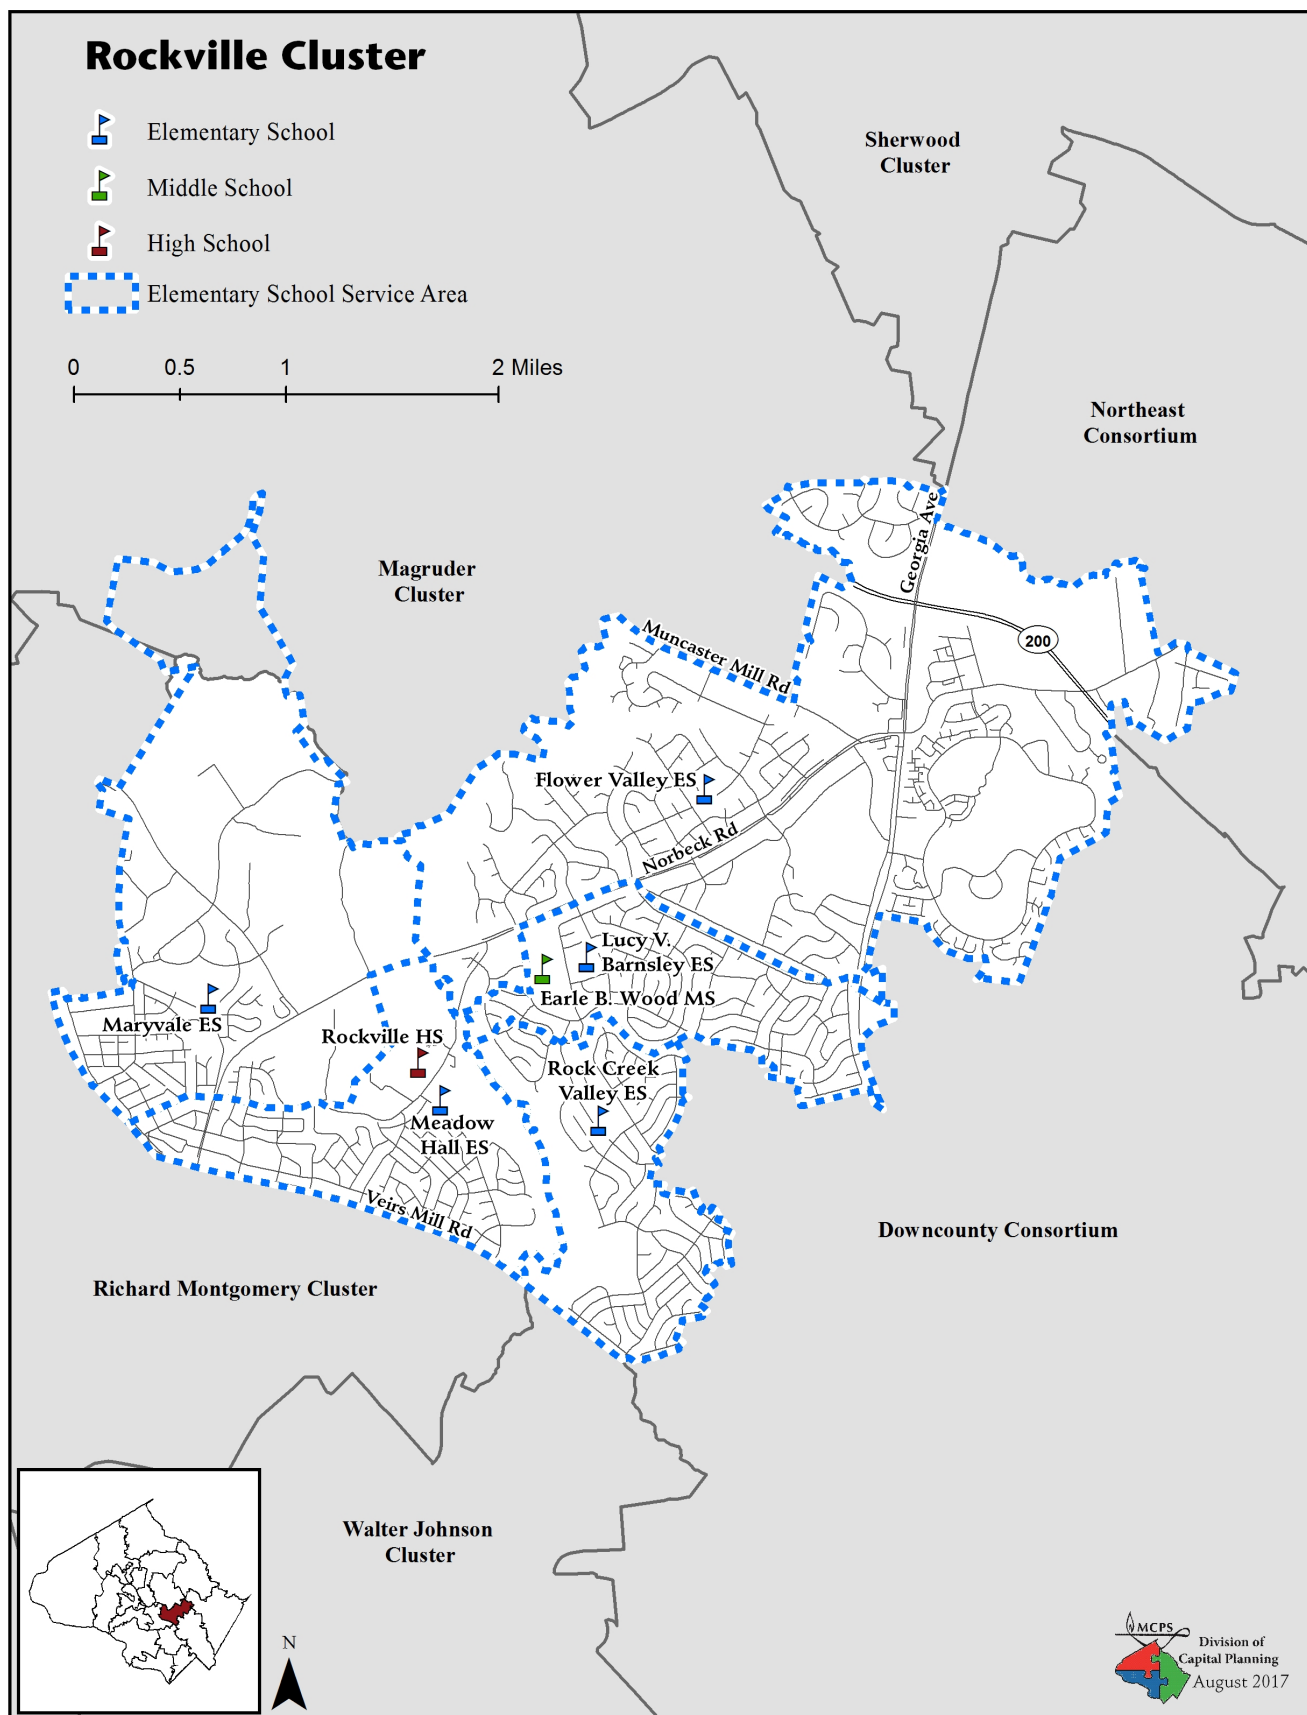 Rockville Cluster
Elementary School
Middle School
High School
Elementary School Service Area
0 0.5 1 2 Miles
Sherwood
Cluster
Northeast
Consortium
Magruder
Cluster
Georgia Ave
200
Muncaster Mill Rd
Flower Valley ES
Norbeck Rd
Lucy V.
Barnsley ES
Earle B. Wood MS
Maryvale ES
Rockville HS
Rock Creek
Valley ES
Meadow
Hall ES
Veirs Mill Rd
Downcounty Consortium
Richard Montgomery Cluster
Walter Johnson
Cluster
N
MCPS
Division of
Capital Planning
August 2017